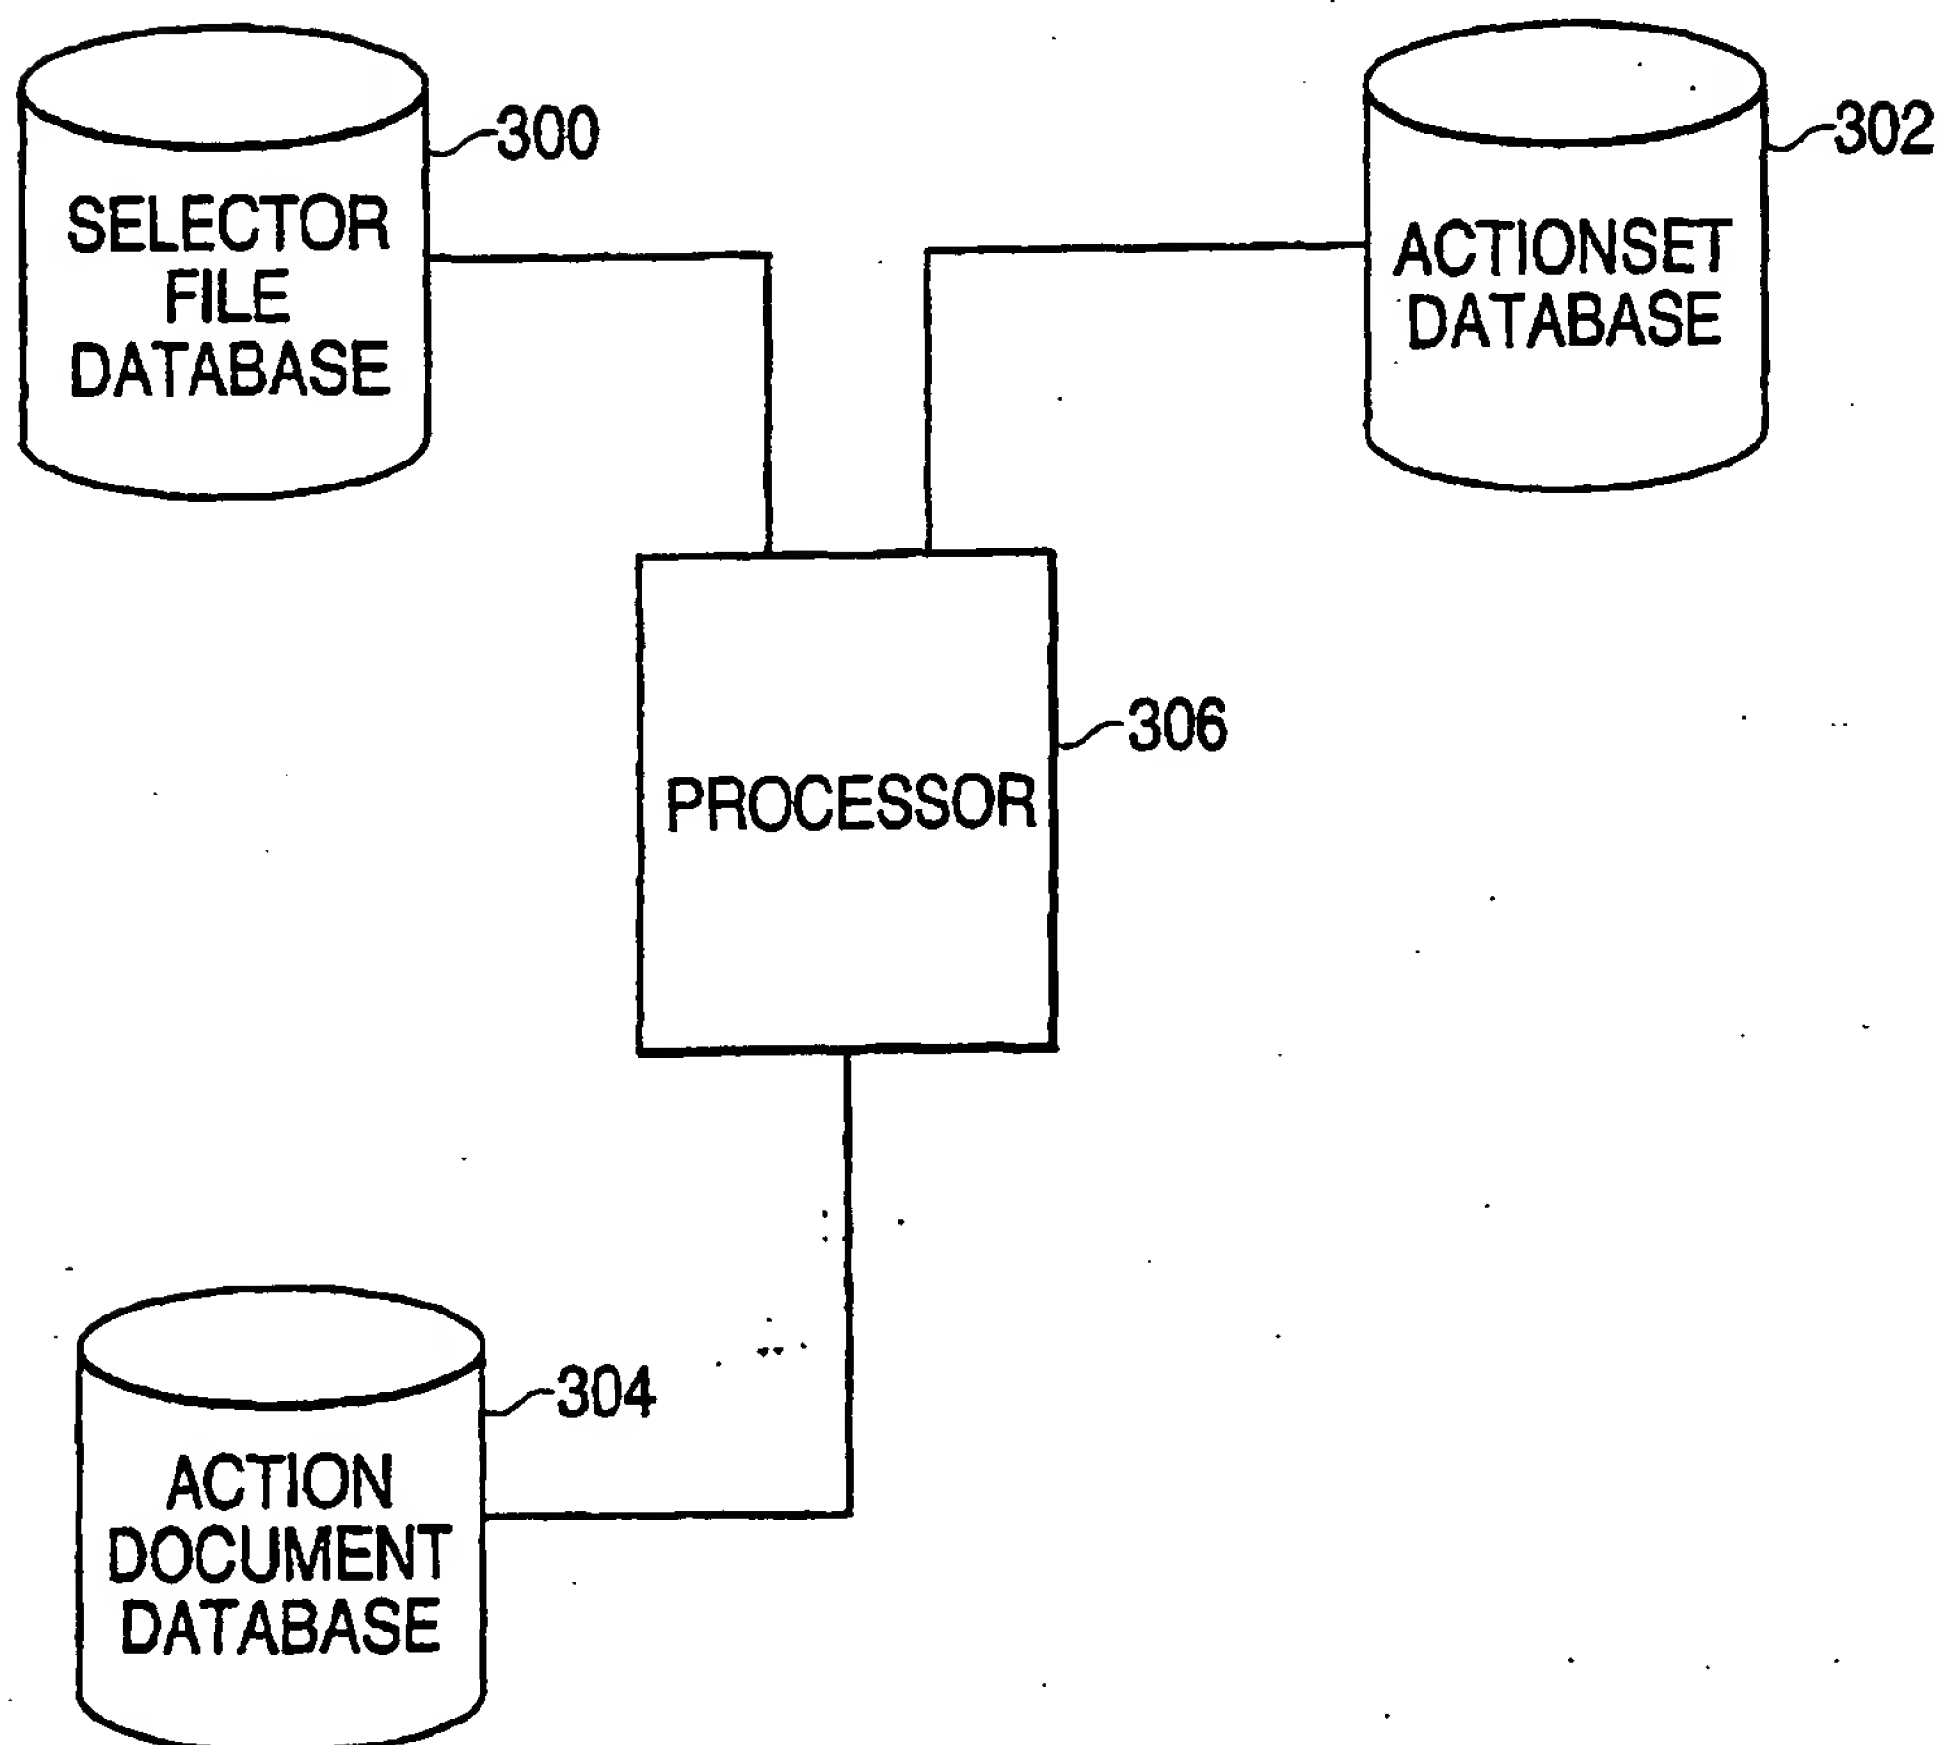 300
SELECTOR
FILE
DATABASE
302
ACTIONSET
DATABASE
306
PROCESSOR
304
ACTION
DOCUMENT
DATABASE